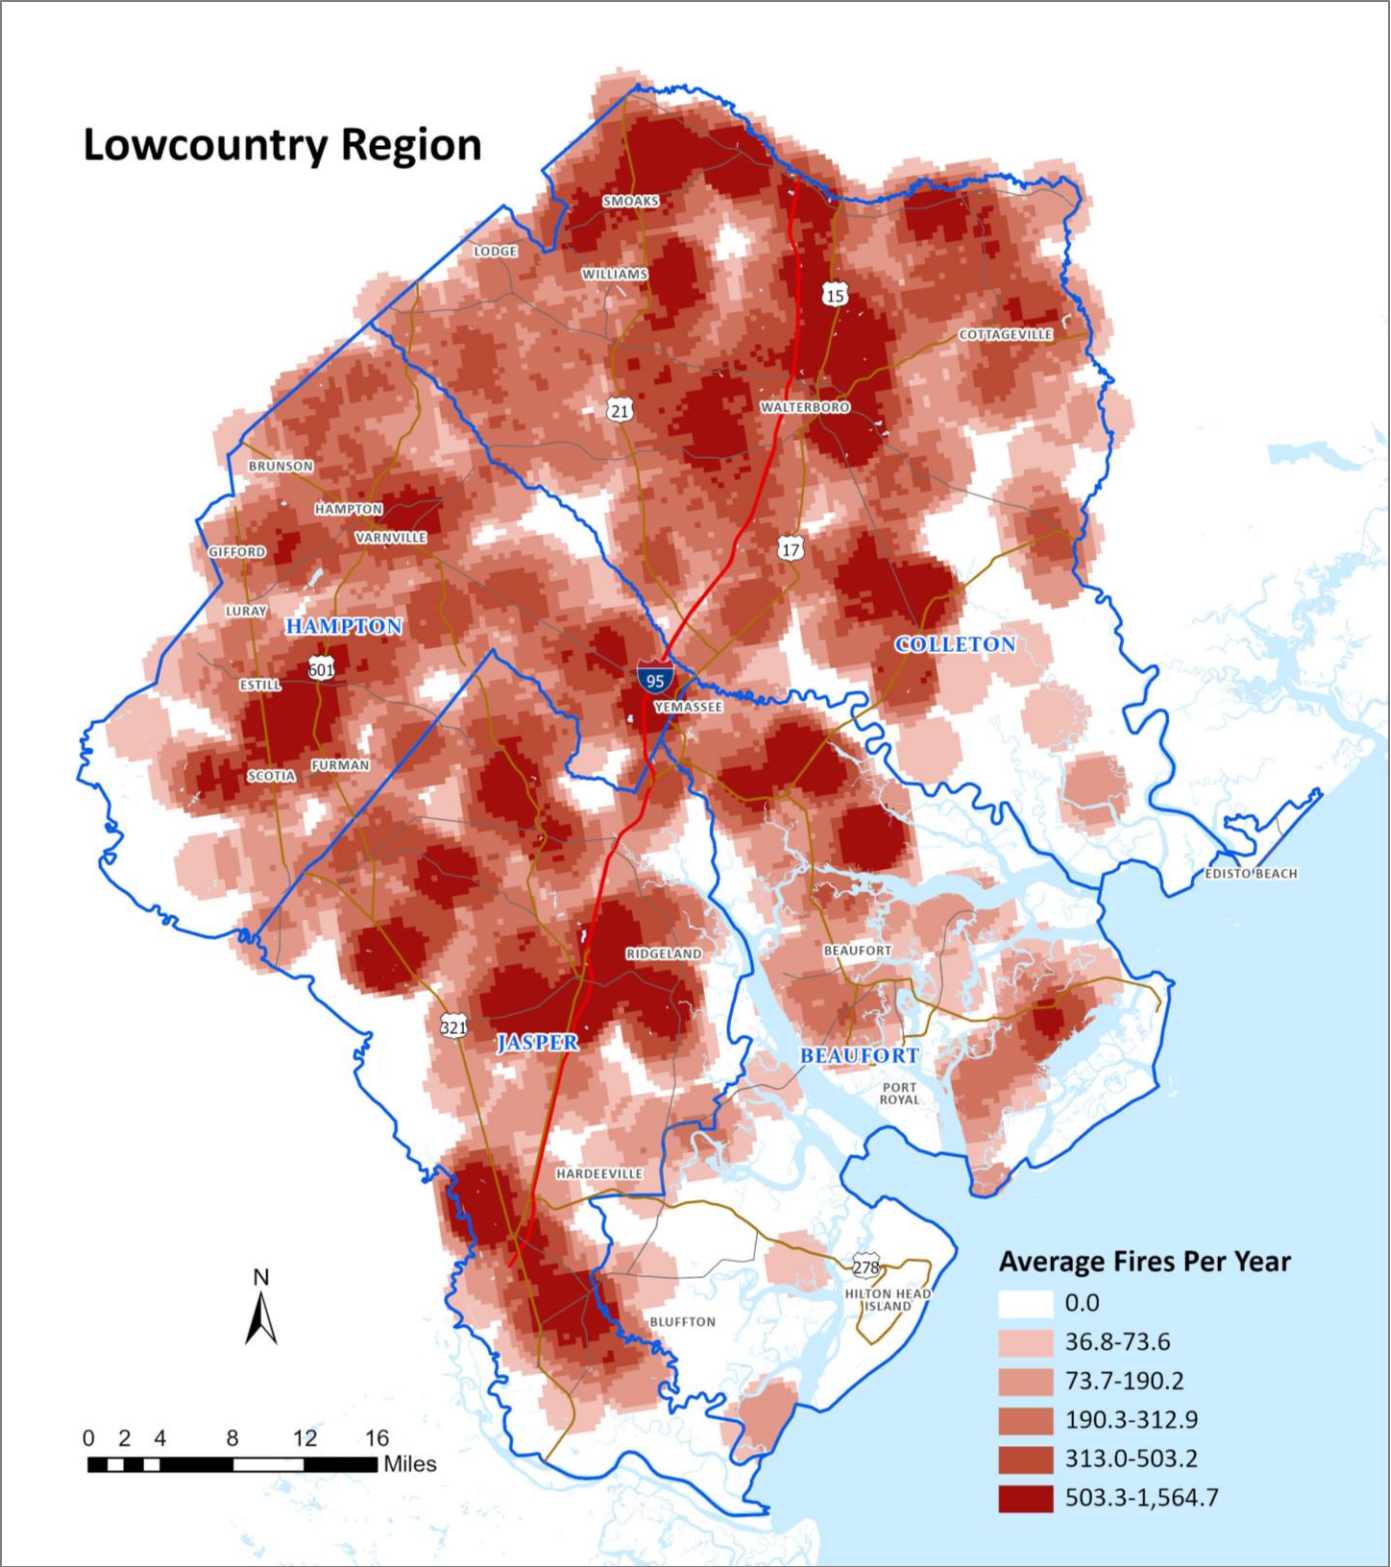 Lowcountry Region
SMOAKS
LODGE
WILLIAMS
15
COTTAGEVILLE
21
WALTERBORO
BRUNSON
HAMPTON
VARNVILLE
GIFFORD
17
LURAY
HAMPTON
COLLETON
601
ESTILL
95
YEMASSEE
SCOTIA
FURMAN
EDISTO BEACH
RIDGELAND
BEAUFORT
321
JASPER
BEAUFORT
PORT
ROYAL
HARDEEVILLE
278
HILTON HEAD
ISLAND
BLUFFTON
N
0 2 4 8 12 16
Miles
Average Fires Per Year
0.0
36.8-73.6
73.7-190.2
190.3-312.9
313.0-503.2
503.3-1,564.7